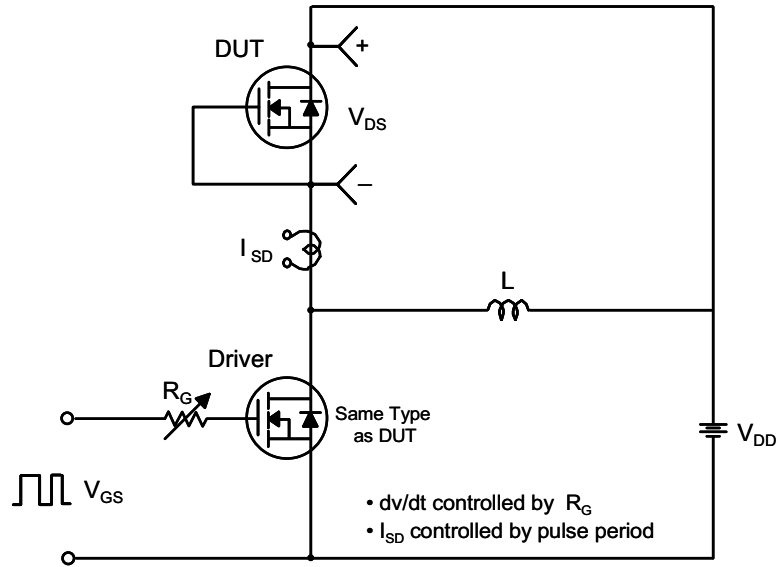 DUT
+
V_DS
–
I_SD
L
Driver
R_G
Same Type
as DUT
V_DD
V_GS
• dv/dt controlled by R_G
• I_SD controlled by pulse period